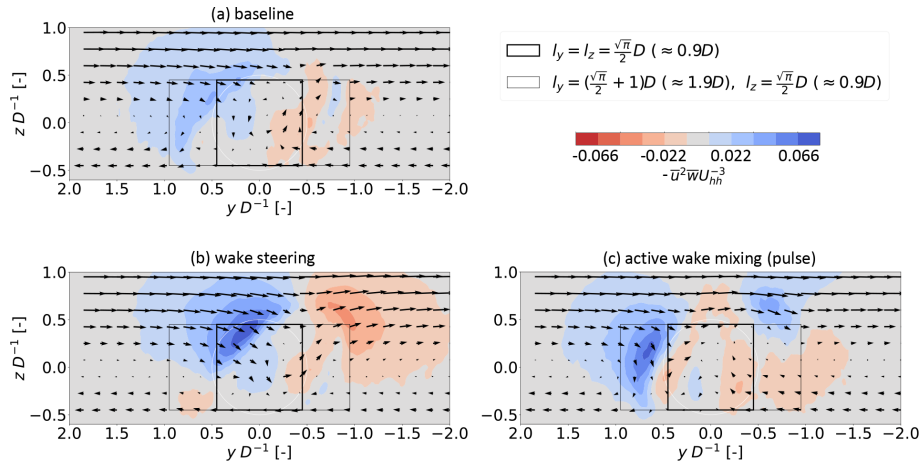 (a) baseline
1.0
0.5
0.0
-0.5
z D⁻¹ [-]
2.0 1.5 1.0 0.5 0.0 -0.5 -1.0 -1.5 -2.0
y D⁻¹ [-]
l_y = l_z = √π/2 D (≈ 0.9D)
l_y = (√π/2 + 1)D (≈ 1.9D), l_z = √π/2 D (≈ 0.9D)
-0.066 -0.022 0.022 0.066
-u̅²w̅U_hh⁻³
(b) wake steering
1.0
0.5
0.0
-0.5
z D⁻¹ [-]
2.0 1.5 1.0 0.5 0.0 -0.5 -1.0 -1.5 -2.0
y D⁻¹ [-]
(c) active wake mixing (pulse)
1.0
0.5
0.0
-0.5
z D⁻¹ [-]
2.0 1.5 1.0 0.5 0.0 -0.5 -1.0 -1.5 -2.0
y D⁻¹ [-]